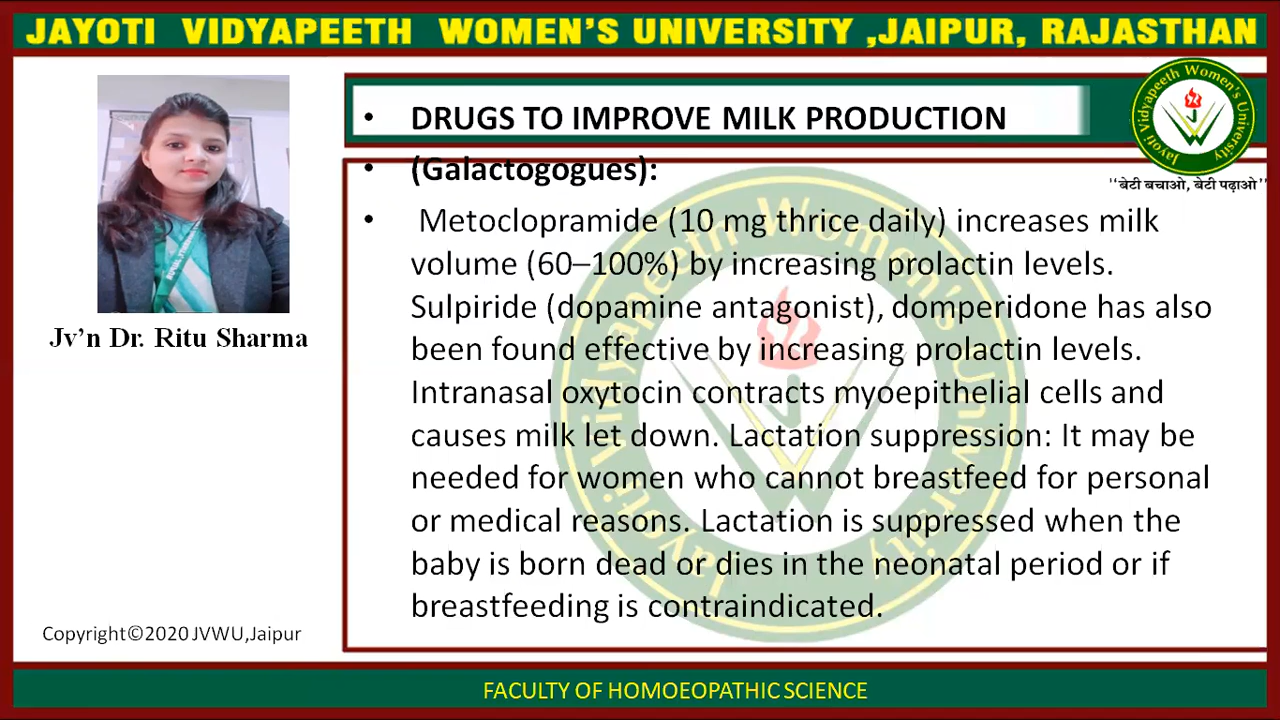 JAYOTI VIDYAPEETH WOMEN'S UNIVERSITY ,JAIPUR, RAJASTHAN
• DRUGS TO IMPROVE MILK PRODUCTION
Jayoti Vidyapeeth Women's University
"बेटी बचाओ, बेटी पढ़ाओ"
• (Galactogogues):
• Metoclopramide (10 mg thrice daily) increases milk
volume (60–100%) by increasing prolactin levels.
Sulpiride (dopamine antagonist), domperidone has also
been found effective by increasing prolactin levels.
Intranasal oxytocin contracts myoepithelial cells and
causes milk let down. Lactation suppression: It may be
needed for women who cannot breastfeed for personal
or medical reasons. Lactation is suppressed when the
baby is born dead or dies in the neonatal period or if
breastfeeding is contraindicated.
Jv'n Dr. Ritu Sharma
Copyright©2020 JVWU,Jaipur
FACULTY OF HOMOEOPATHIC SCIENCE